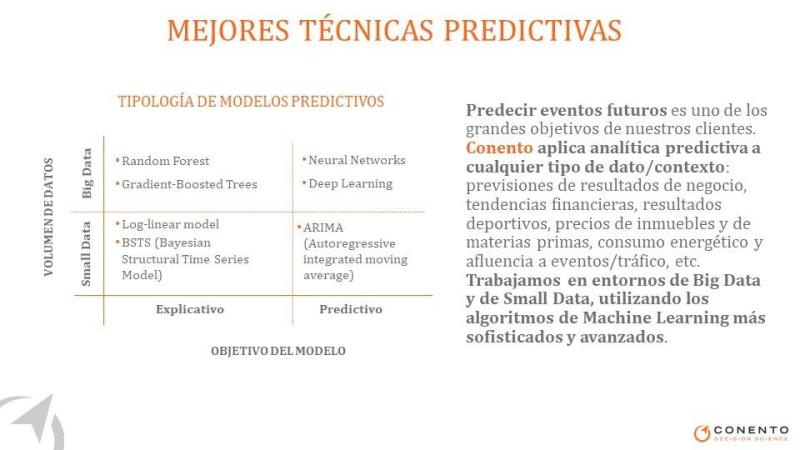 MEJORES TÉCNICAS PREDICTIVAS
TIPOLOGÍA DE MODELOS PREDICTIVOS
VOLUMEN DE DATOS
Big Data
• Random Forest
• Gradient-Boosted Trees
• Neural Networks
• Deep Learning
Small Data
• Log-linear model
• BSTS (Bayesian
Structural Time Series
Model)
• ARIMA
(Autoregressive
integrated moving
average)
Explicativo
Predictivo
OBJETIVO DEL MODELO
Predecir eventos futuros es uno de los
grandes objetivos de nuestros clientes.
Conento aplica analítica predictiva a
cualquier tipo de dato/contexto:
previsiones de resultados de negocio,
tendencias financieras, resultados
deportivos, precios de inmuebles y de
materias primas, consumo energético y
afluencia a eventos/tráfico, etc.
Trabajamos en entornos de Big Data
y de Small Data, utilizando los
algoritmos de Machine Learning más
sofisticados y avanzados.
CONENTO
DECISION SCIENCE